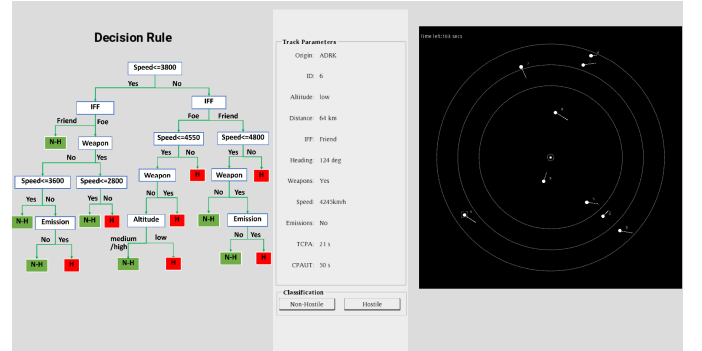 Decision Rule
Speed<=3800
Yes No
IFF IFF
Friend Foe Foe Friend
N-H Weapon Speed<=4550 Speed<=4800
No Yes Yes No Yes No
Speed<=3600 Speed<=2800 Weapon H Weapon H
Yes No Yes No No Yes No Yes
N-H Emission N-H H Altitude H N-H Emission
No Yes medium /high low No Yes
N-H H N-H H N-H H
Track Parameters
Origin: ADRK
ID: 6
Altitude: low
Distance: 64 km
IFF: Friend
Heading: 124 deg
Weapons: Yes
Speed: 4245km/h
Emissions: No
TCPA: 21 s
CPAUT: 50 s
Classification
Non-Hostile Hostile